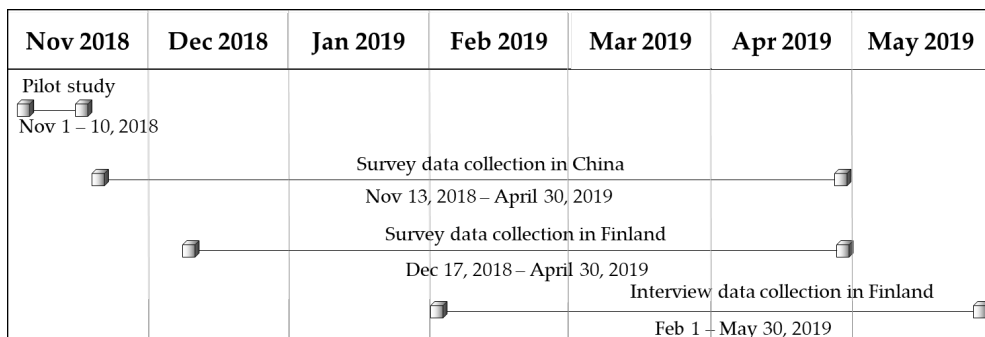 Nov 2018 Dec 2018 Jan 2019 Feb 2019 Mar 2019 Apr 2019 May 2019
Pilot study
Nov 1 – 10, 2018
Survey data collection in China
Nov 13, 2018 – April 30, 2019
Survey data collection in Finland
Dec 17, 2018 – April 30, 2019
Interview data collection in Finland
Feb 1 – May 30, 2019